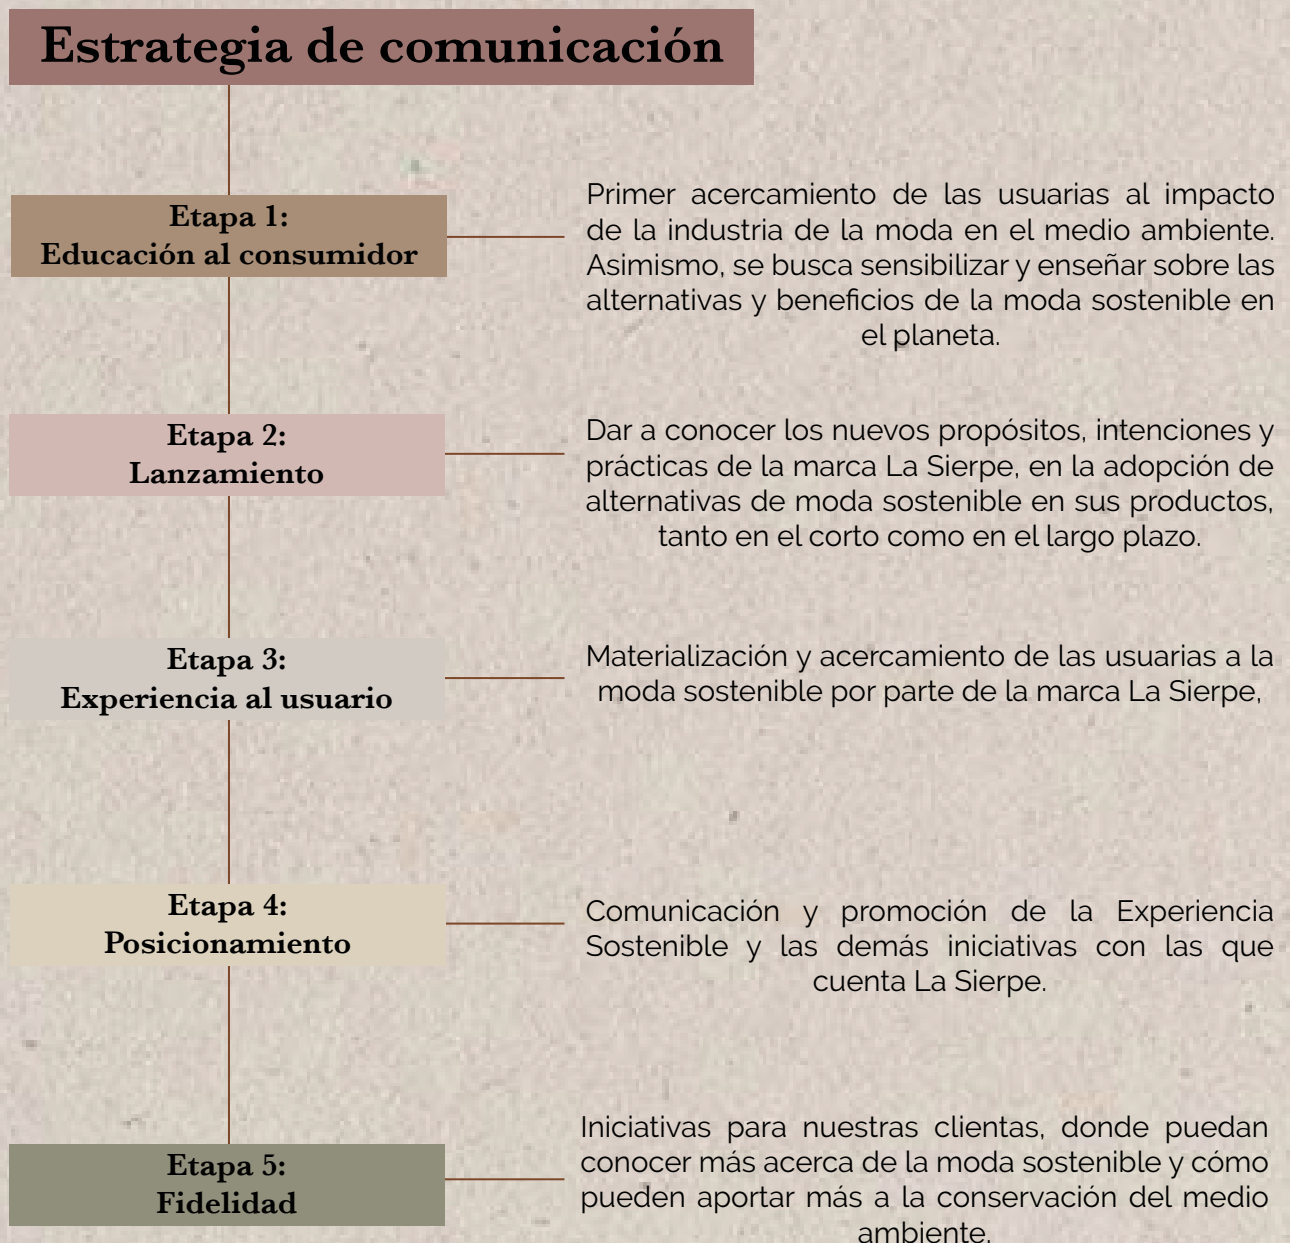 Estrategia de comunicación
Etapa 1:
Educación al consumidor
Primer acercamiento de las usuarias al impacto
de la industria de la moda en el medio ambiente.
Asimismo, se busca sensibilizar y enseñar sobre las
alternativas y beneficios de la moda sostenible en
el planeta.
Etapa 2:
Lanzamiento
Dar a conocer los nuevos propósitos, intenciones y
prácticas de la marca La Sierpe, en la adopción de
alternativas de moda sostenible en sus productos,
tanto en el corto como en el largo plazo.
Etapa 3:
Experiencia al usuario
Materialización y acercamiento de las usuarias a la
moda sostenible por parte de la marca La Sierpe,
Etapa 4:
Posicionamiento
Comunicación y promoción de la Experiencia
Sostenible y las demás iniciativas con las que
cuenta La Sierpe.
Etapa 5:
Fidelidad
Iniciativas para nuestras clientas, donde puedan
conocer más acerca de la moda sostenible y cómo
pueden aportar más a la conservación del medio
ambiente.